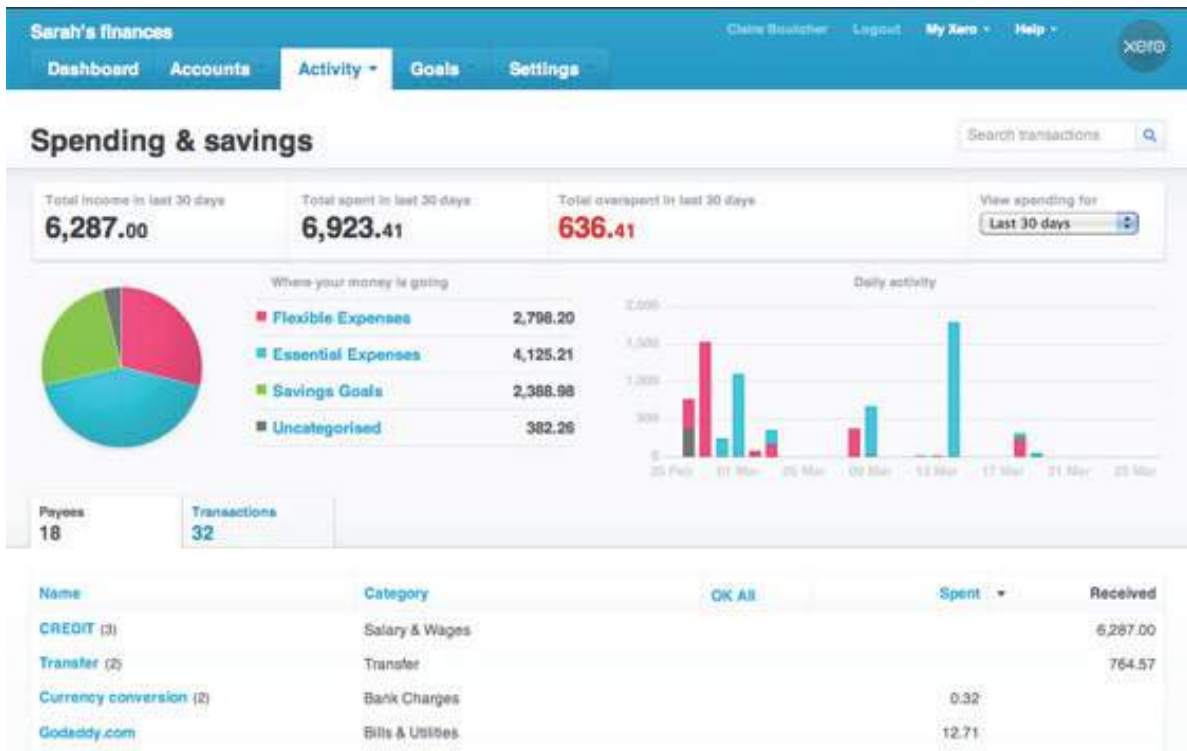 Sarah's finances
Claire Boutcher Logout My Xero Help
xero
Dashboard Accounts Activity Goals Settings
Spending & savings
Search transactions
Total income in last 30 days Total spent in last 30 days Total overspent in last 30 days View spending for
6,287.00 6,923.41 636.41 Last 30 days
Where your money is going
Flexible Expenses 2,798.20
Essential Expenses 4,125.21
Savings Goals 2,388.98
Uncategorised 382.26
Daily activity
2,000
1,500
1,000
500
0
25 Feb 01 Mar 05 Mar 09 Mar 13 Mar 17 Mar 21 Mar
Payees Transactions
18 32
Name Category OK All Spent Received
CREDIT (3) Salary & Wages 6,287.00
Transfer (2) Transfer 764.57
Currency conversion (2) Bank Charges 0.32
Godaddy.com Bills & Utilities 12.71